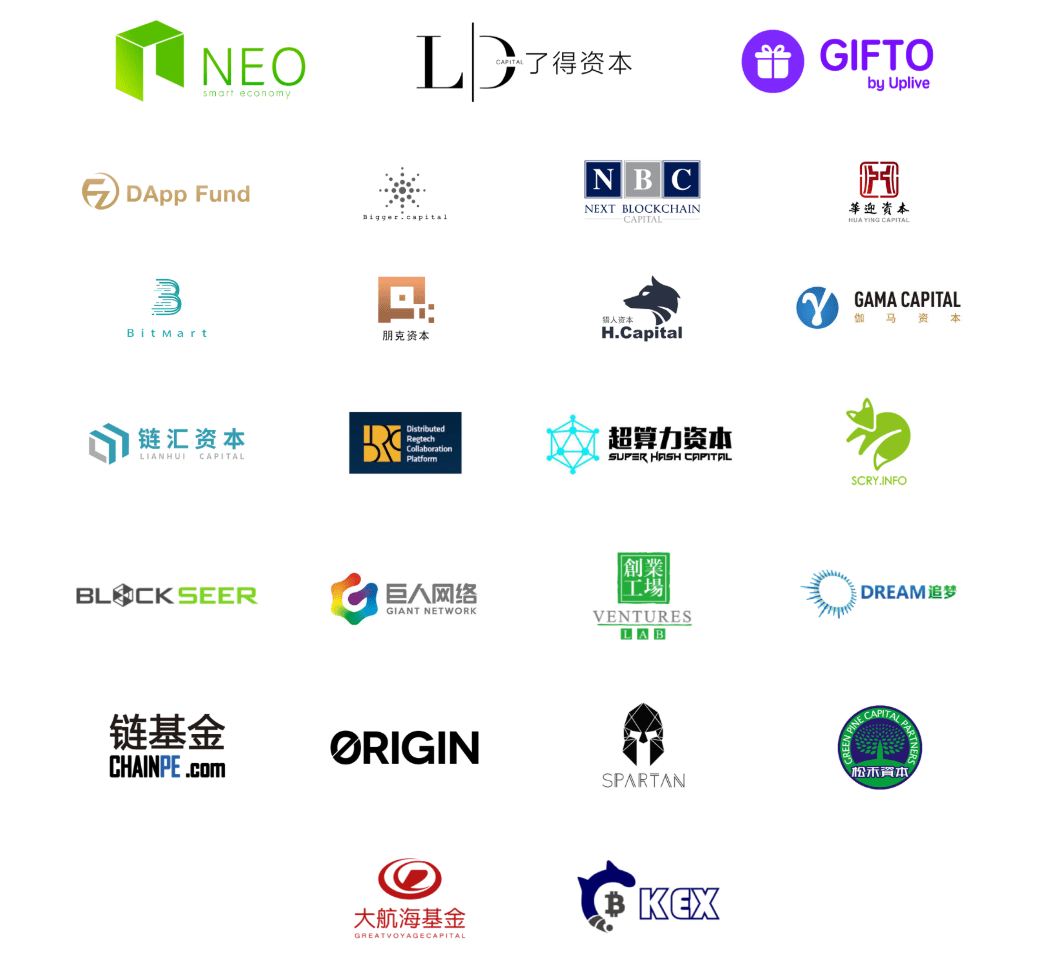 NEO
smart economy
LD
CAPITAL
了得资本
GIFTO
by Uplive
DApp Fund
Bigger.capital
N B C
NEXT BLOCKCHAIN
CAPITAL
華迎資本
HUA YING CAPITAL
BitMart
朋克资本
猎人资本
H.Capital
γ
GAMA CAPITAL
伽马资本
链汇资本
LIANHUI CAPITAL
DRC
Distributed
Regtech
Collaboration
Platform
超算力资本
SUPER HASH CAPITAL
SCRY.INFO
BLOCKSEER
巨人网络
GIANT NETWORK
創業
工場
VENTURES
LAB
DREAM追梦
链基金
CHAINPE.com
ØRIGIN
SPARTAN
GREEN PINE CAPITAL PARTNERS
松禾資本
大航海基金
GREATVOYAGECAPITAL
KEX